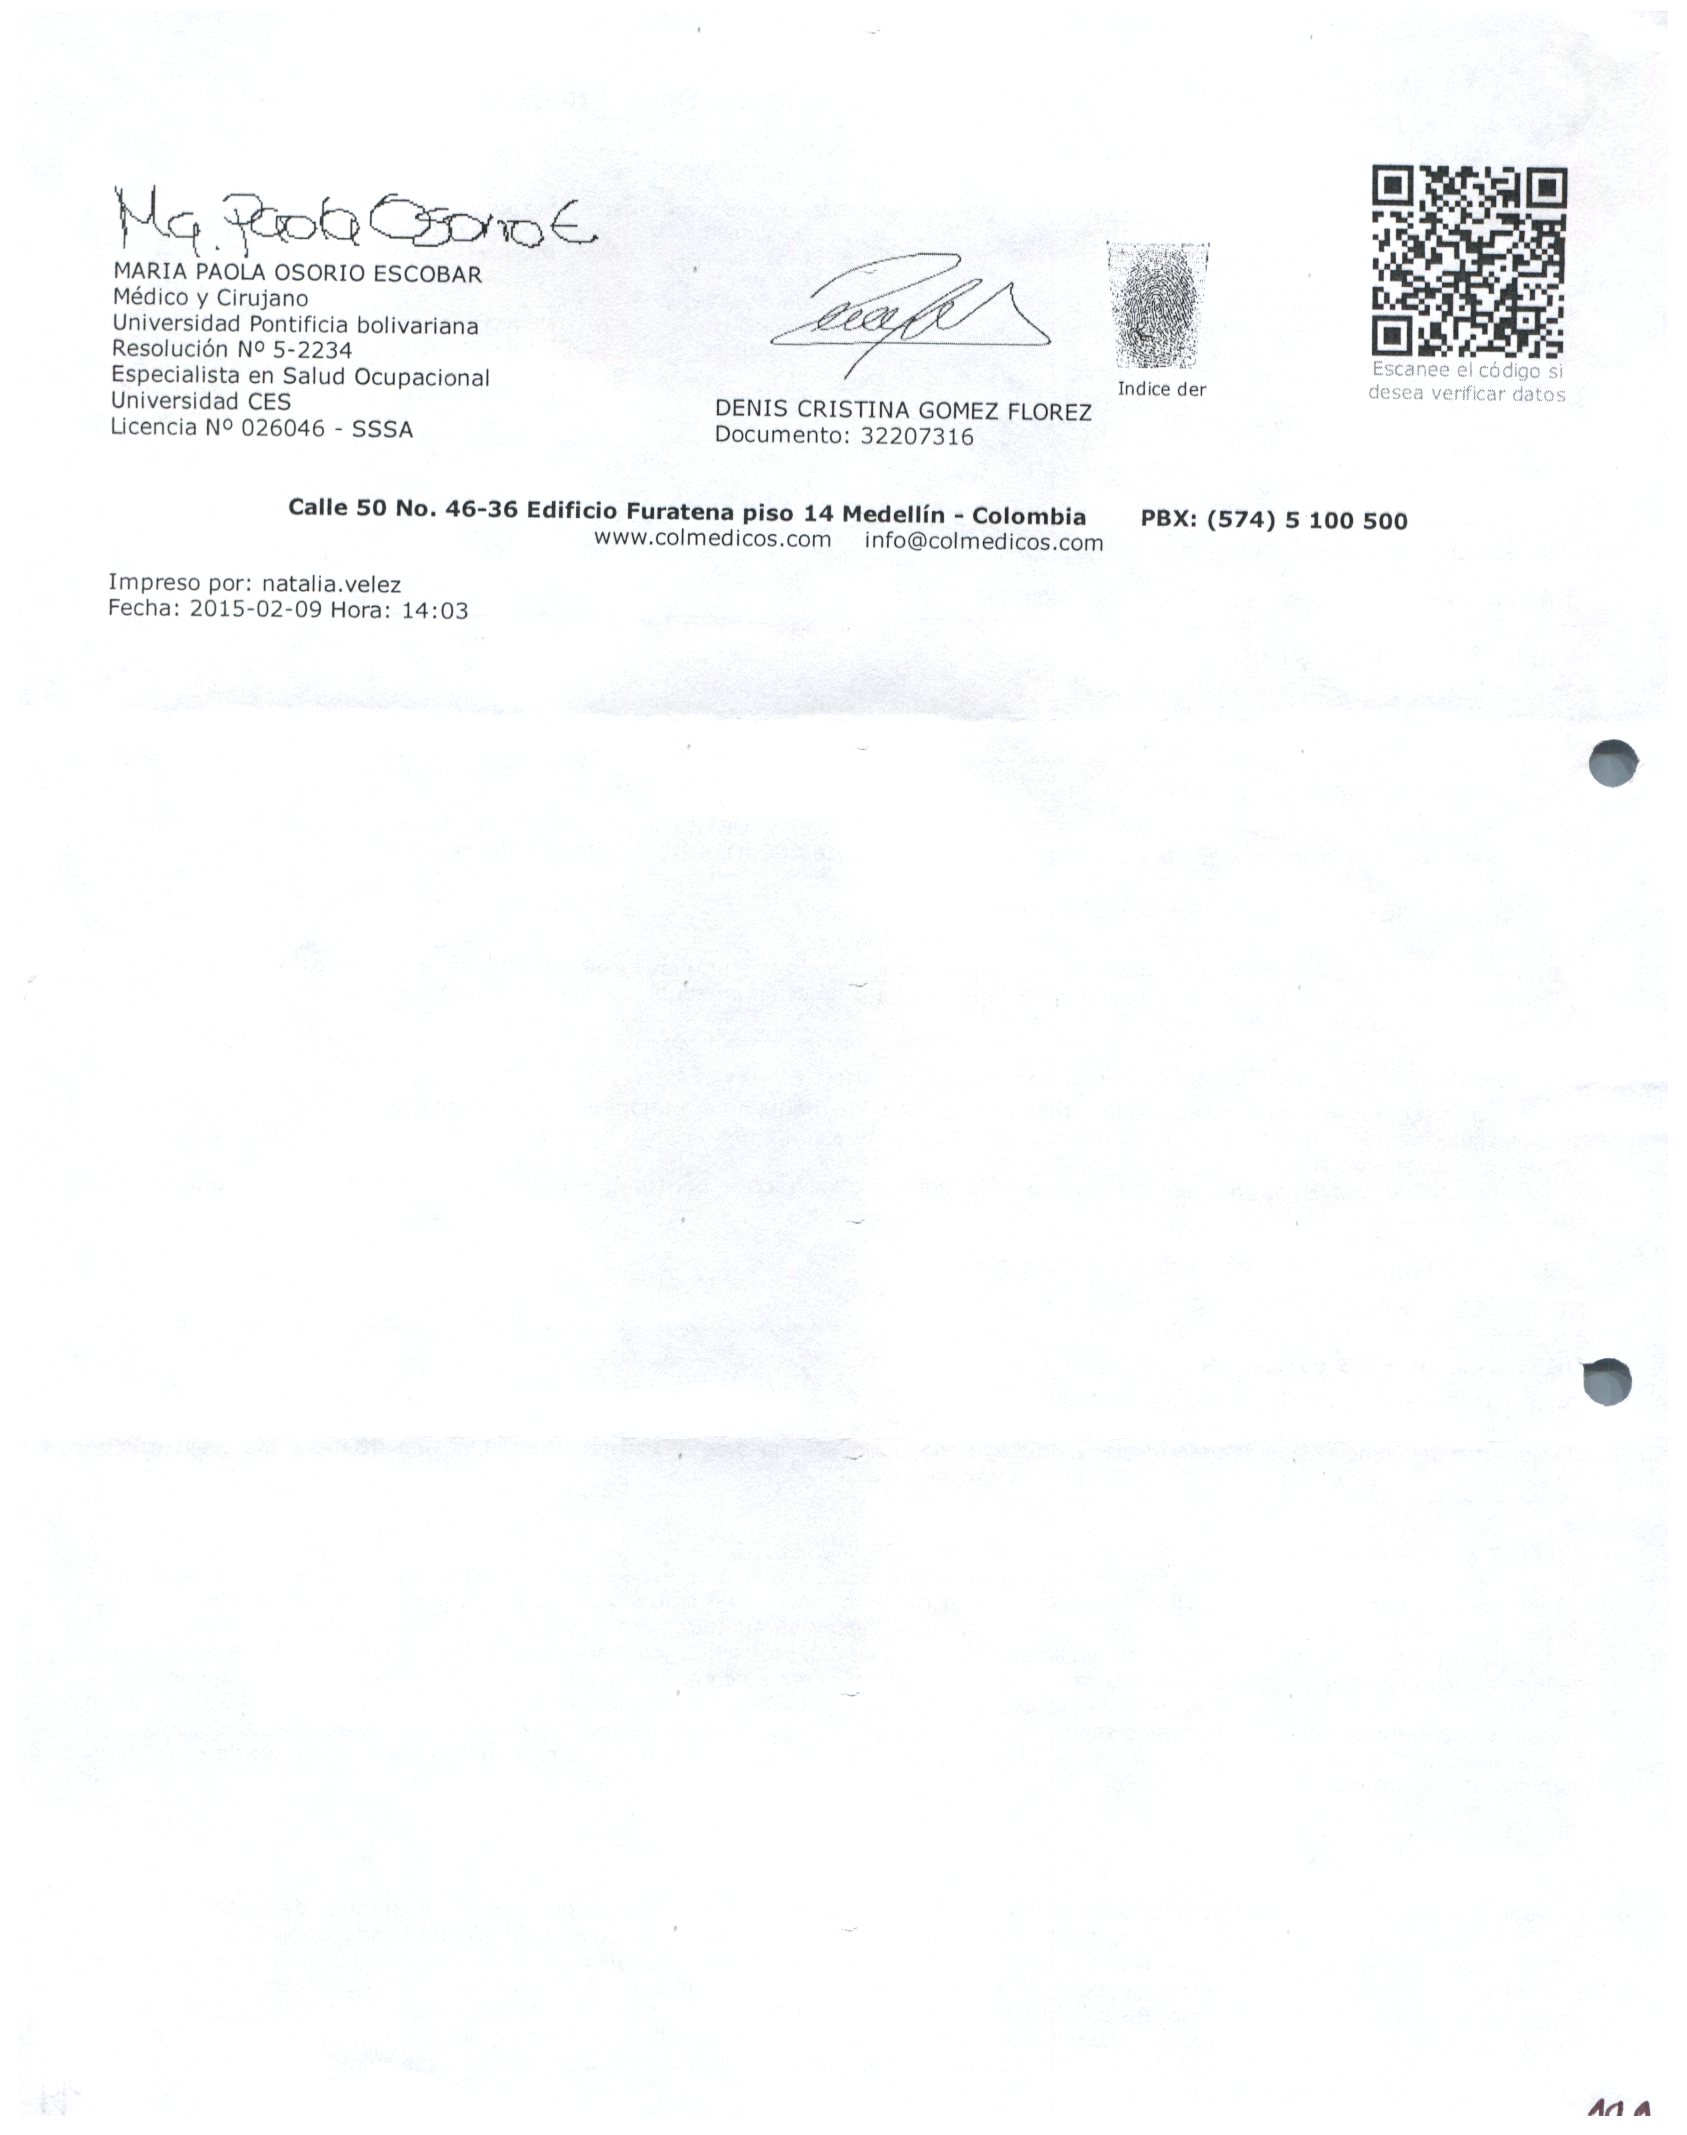 Ma. Paola Osorio E
MARIA PAOLA OSORIO ESCOBAR
Médico y Cirujano
Universidad Pontificia bolivariana
Resolución Nº 5-2234
Especialista en Salud Ocupacional
Universidad CES
Licencia Nº 026046 - SSSA
DENIS CRISTINA GOMEZ FLOREZ
Documento: 32207316
Indice der
Escanee el código si
desea verificar datos
Calle 50 No. 46-36 Edificio Furatena piso 14 Medellín - Colombia PBX: (574) 5 100 500
www.colmedicos.com info@colmedicos.com
Impreso por: natalia.velez
Fecha: 2015-02-09 Hora: 14:03